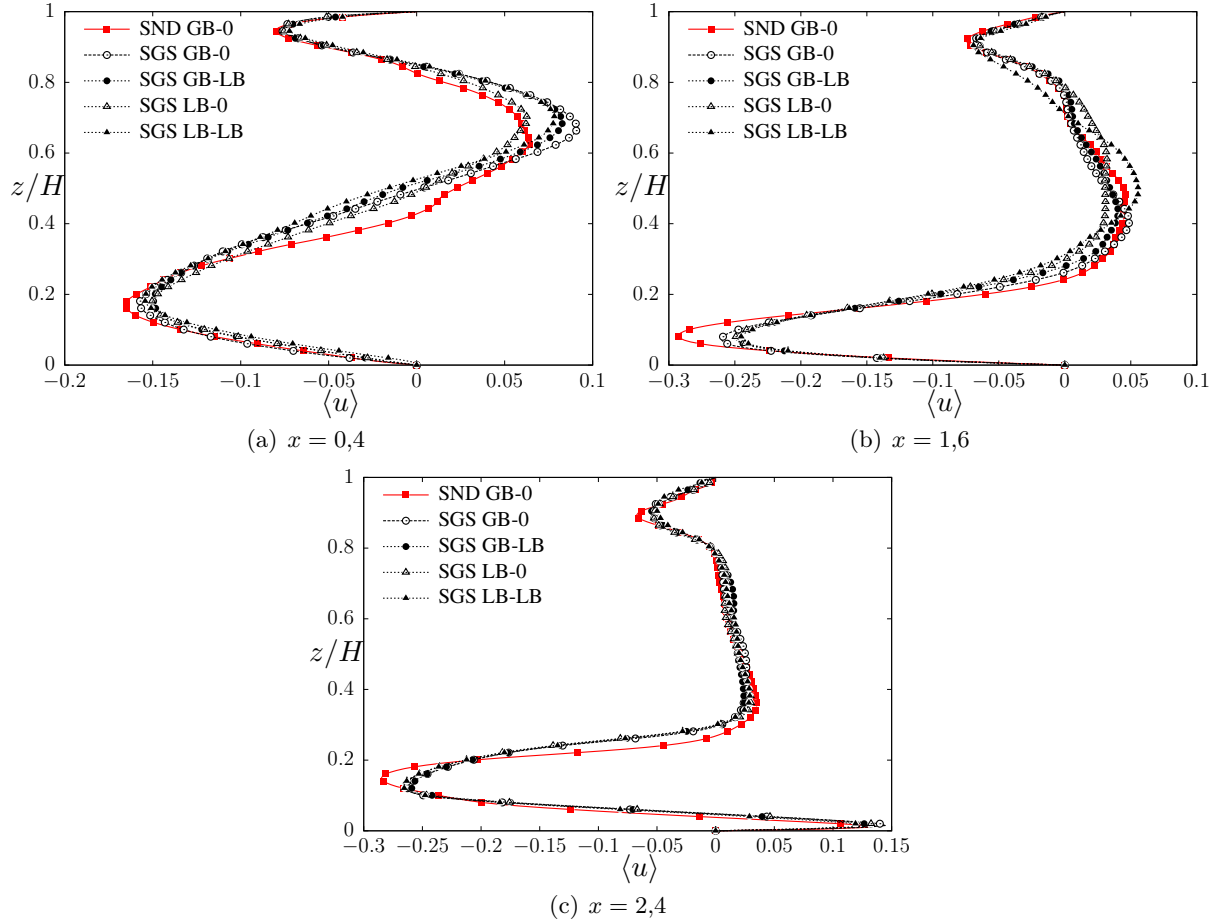 1
0.8
0.6
z/H
0.4
0.2
0
SND GB-0
SGS GB-0
SGS GB-LB
SGS LB-0
SGS LB-LB
−0.2 −0.15 −0.1 −0.05 0 0.05 0.1
⟨u⟩
(a) x = 0,4
1
0.8
0.6
z/H
0.4
0.2
0
SND GB-0
SGS GB-0
SGS GB-LB
SGS LB-0
SGS LB-LB
−0.3 −0.25 −0.2 −0.15 −0.1 −0.05 0 0.05 0.1
⟨u⟩
(b) x = 1,6
1
0.8
0.6
z/H
0.4
0.2
0
SND GB-0
SGS GB-0
SGS GB-LB
SGS LB-0
SGS LB-LB
−0.3 −0.25 −0.2 −0.15 −0.1 −0.05 0 0.05 0.1 0.15
⟨u⟩
(c) x = 2,4